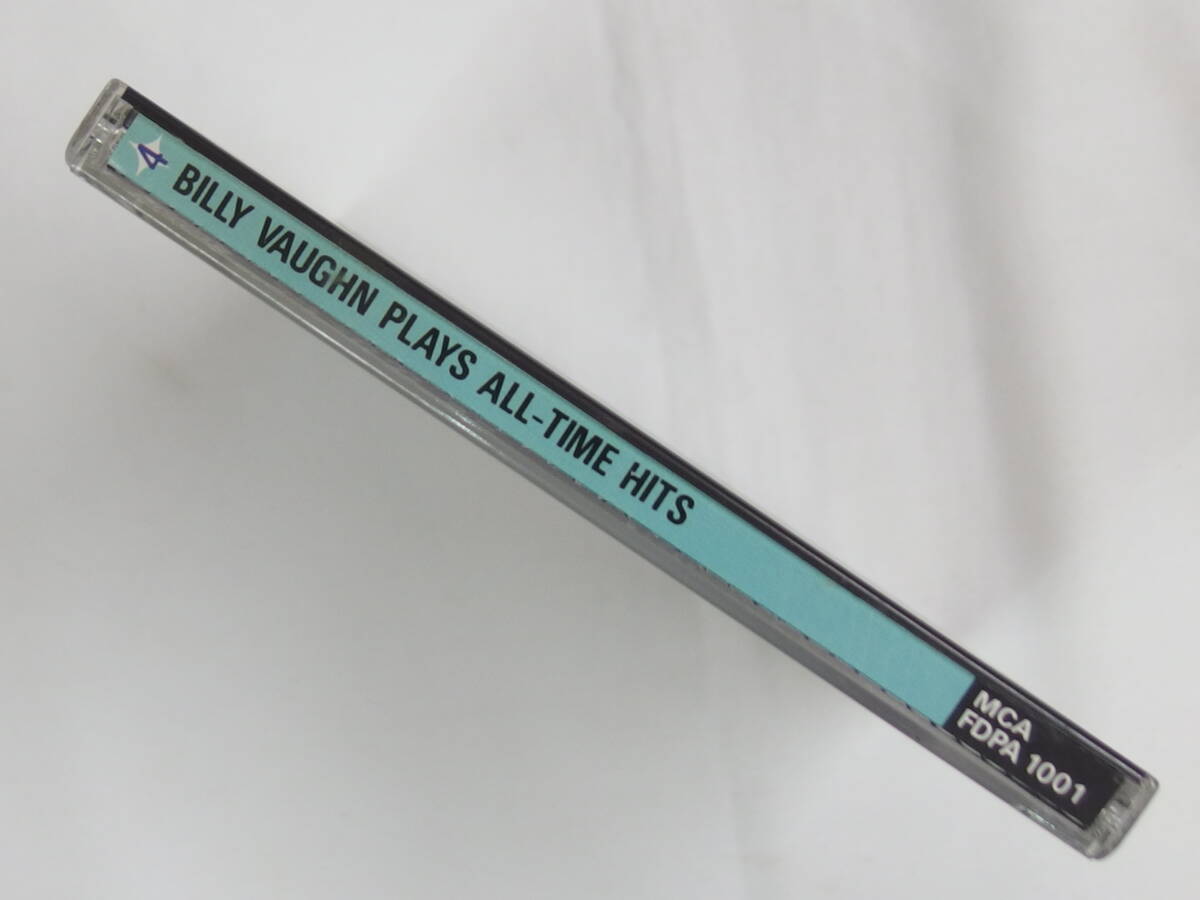 4 BILLY VAUGHN PLAYS ALL-TIME HITS
MCA
FDPA 1001